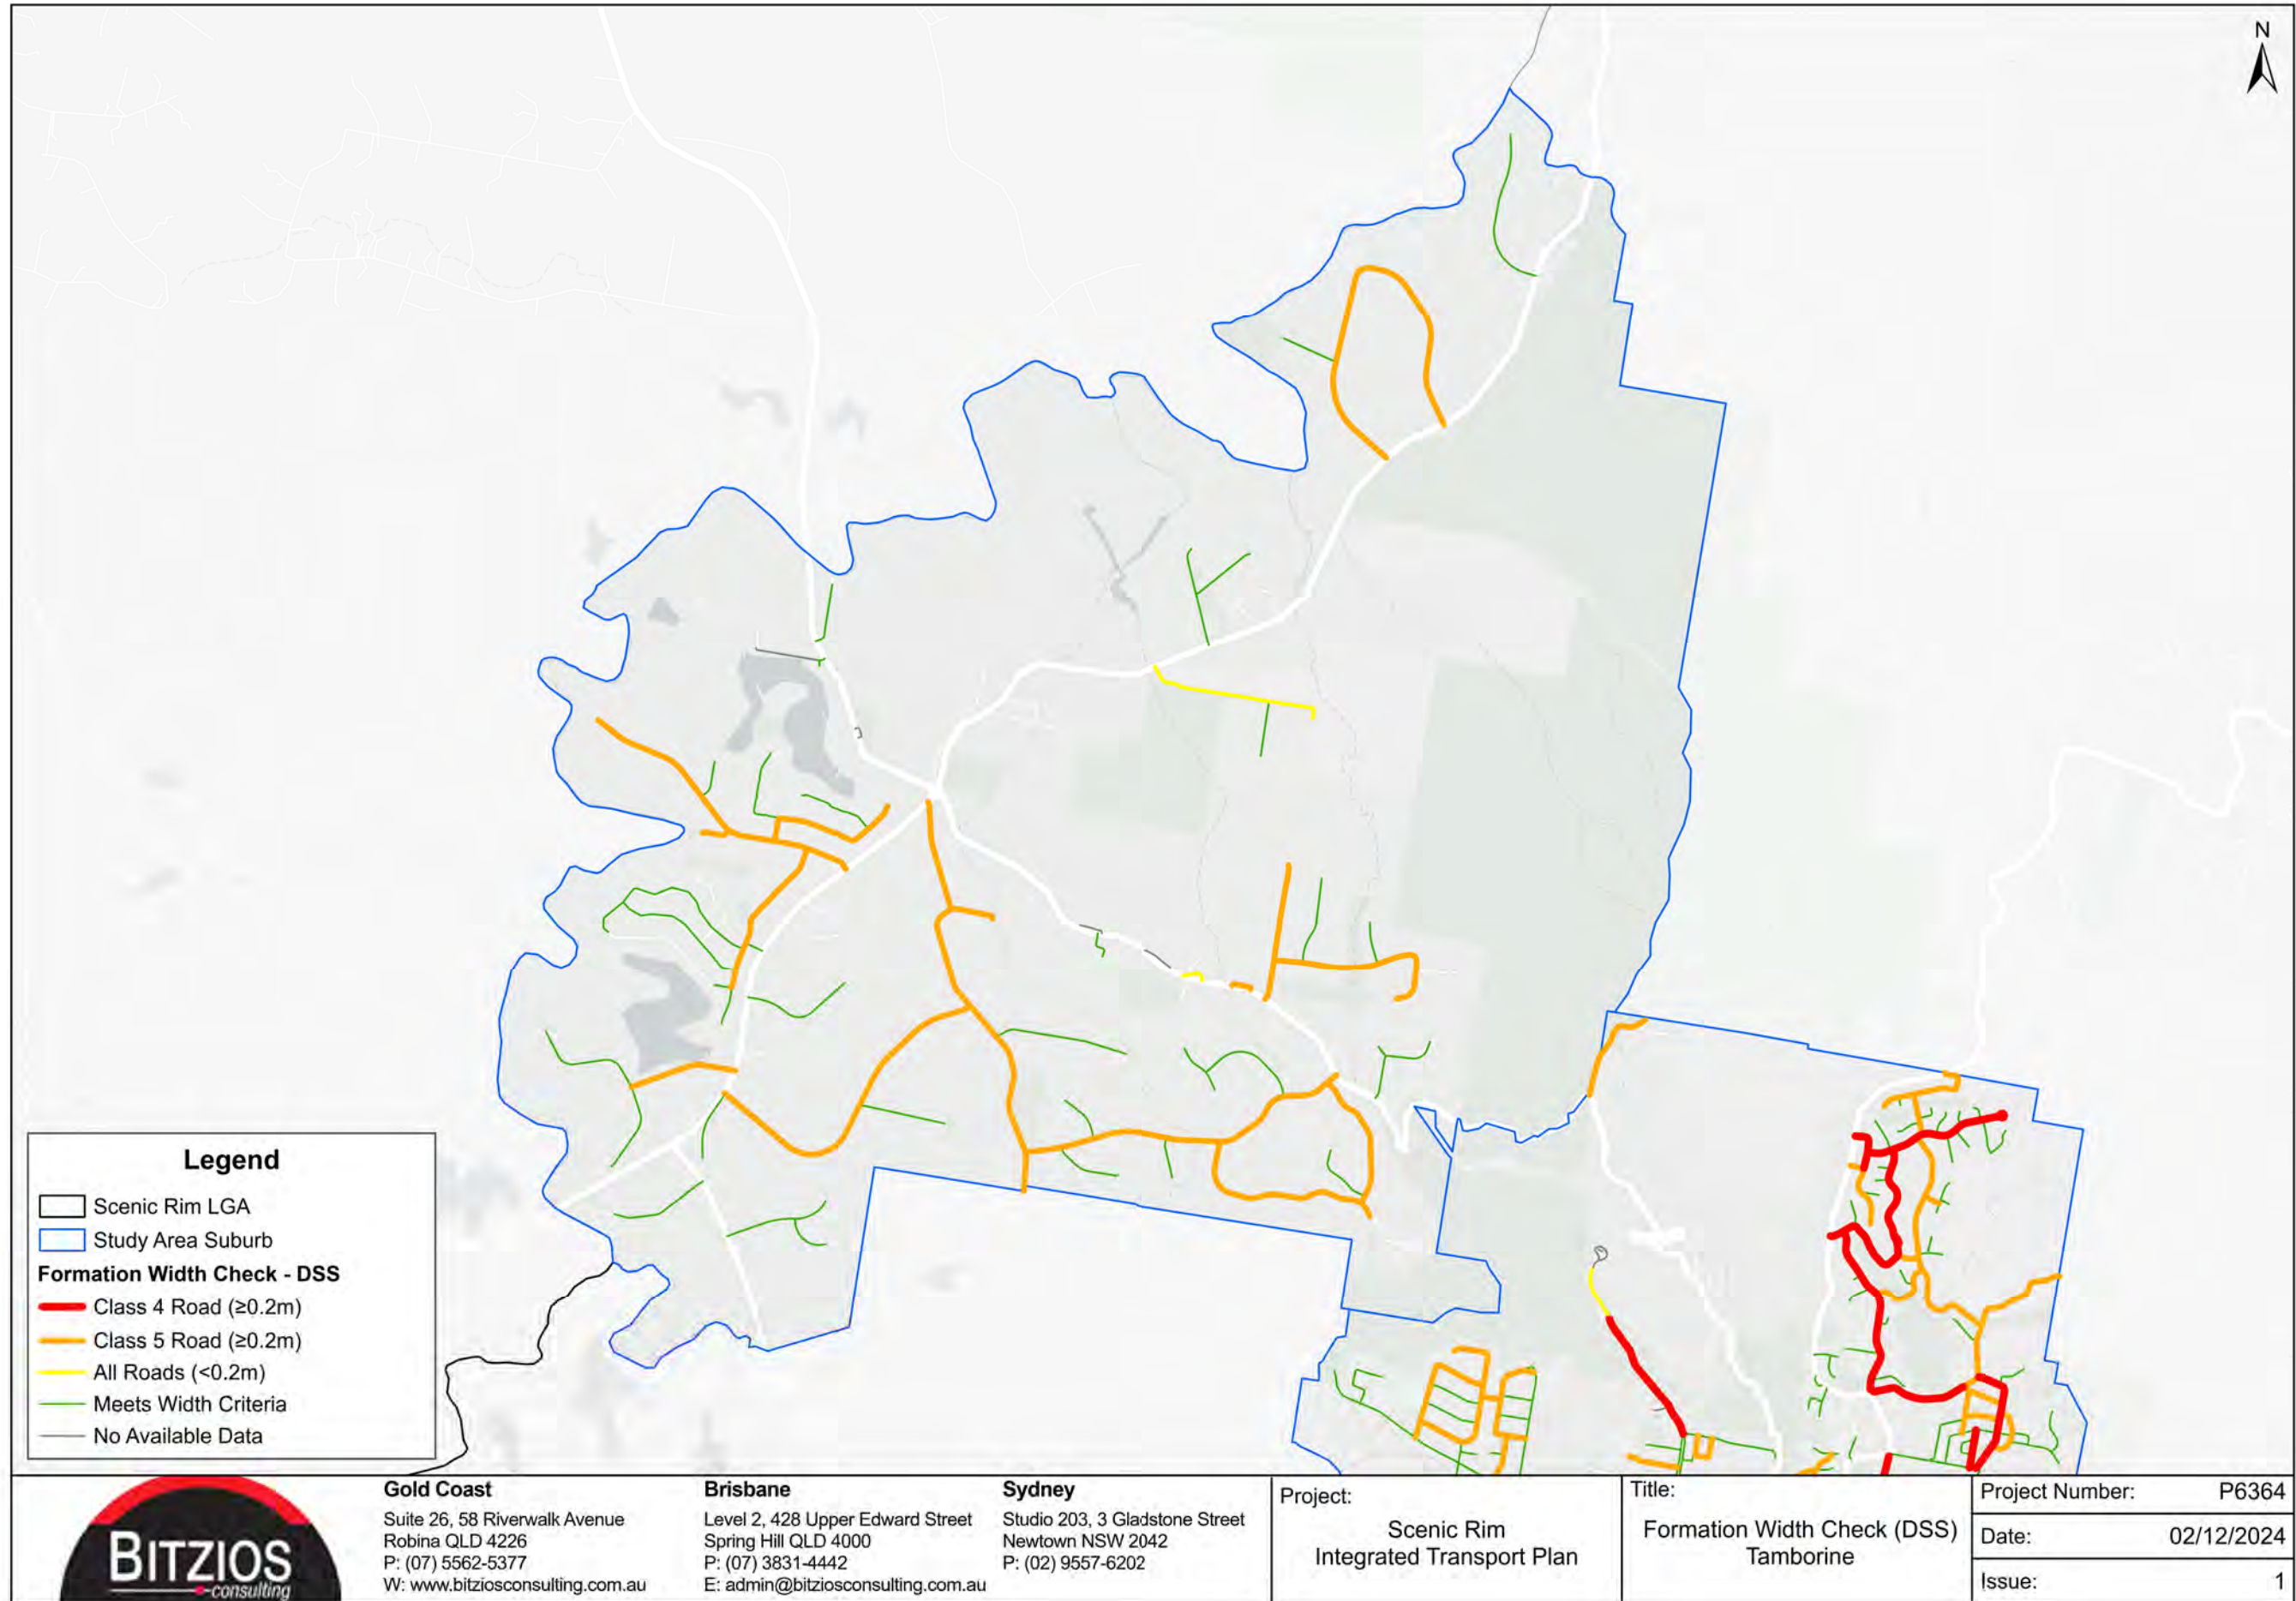 N
Legend
Scenic Rim LGA
Study Area Suburb
Formation Width Check - DSS
Class 4 Road (≥0.2m)
Class 5 Road (≥0.2m)
All Roads (<0.2m)
Meets Width Criteria
No Available Data
BITZIOS
consulting
Gold Coast
Suite 26, 58 Riverwalk Avenue
Robina QLD 4226
P: (07) 5562-5377
W: www.bitziosconsulting.com.au
Brisbane
Level 2, 428 Upper Edward Street
Spring Hill QLD 4000
P: (07) 3831-4442
E: admin@bitziosconsulting.com.au
Sydney
Studio 203, 3 Gladstone Street
Newtown NSW 2042
P: (02) 9557-6202
Project:
Scenic Rim
Integrated Transport Plan
Title:
Formation Width Check (DSS)
Tamborine
Project Number: P6364
Date: 02/12/2024
Issue: 1